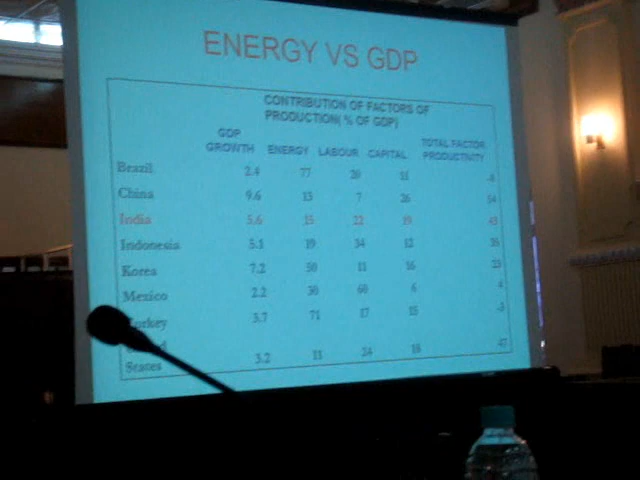 ENERGY VS GDP
CONTRIBUTION OF FACTORS OF
PRODUCTION( % OF GDP)
GDP GROWTH ENERGY LABOUR CAPITAL TOTAL FACTOR PRODUCTIVITY
Brazil 2.4 77 20 11
China 9.6 13 7 26 54
India 5.6 15 22 19 43
Indonesia 5.1 19 34 12
Korea 7.2 50 11 16 23
Mexico 2.2 30 60 6 4
3.7 71 17 15
States 3.2 11 24 18 47